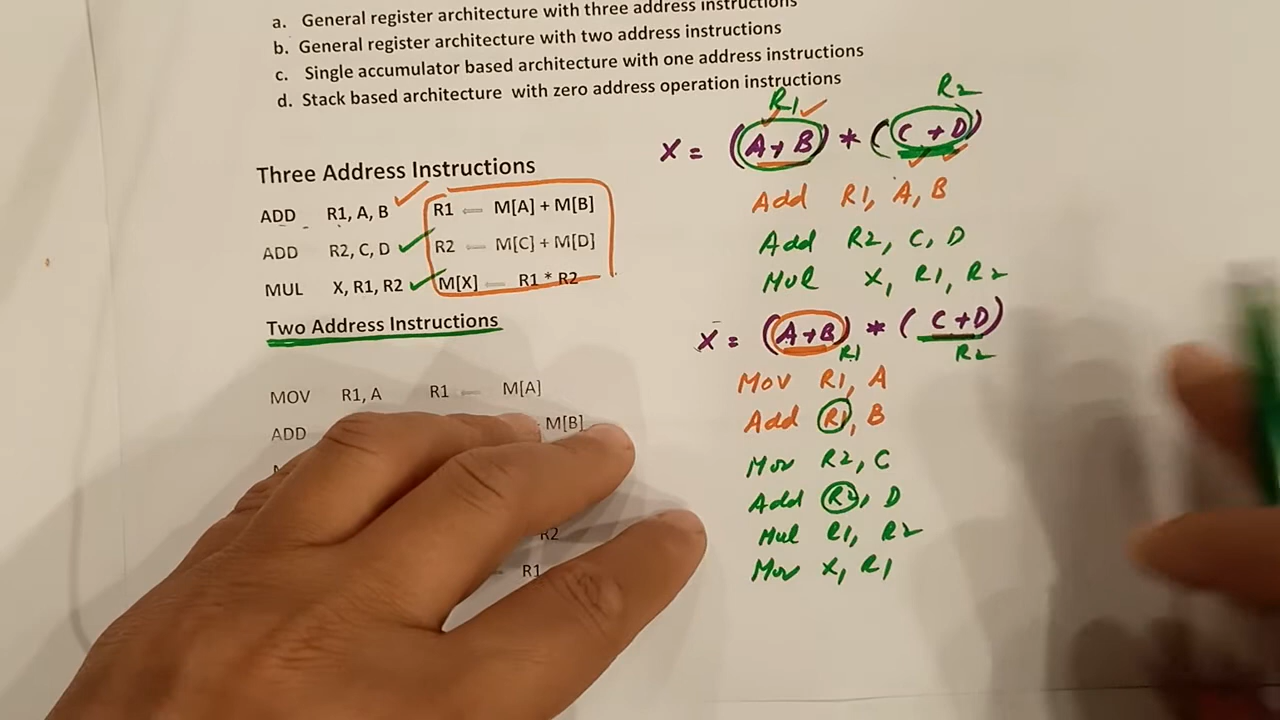 a. General register architecture with three address instructions
b. General register architecture with two address instructions
c. Single accumulator based architecture with one address instructions
d. Stack based architecture with zero address operation instructions
R1 R2
X = (A+B) * (C+D)
Three Address Instructions
ADD R1, A, B R1 ⇐ M[A] + M[B]
ADD R2, C, D R2 ⇐ M[C] + M[D]
MUL X, R1, R2 M[X] ⇐ R1 * R2
Add R1, A, B
Add R2, C, D
Mul X, R1, R2
Two Address Instructions
MOV R1, A R1 ⇐ M[A]
ADD M[B]
R2
R1
X = (A+B) * (C+D)
R1 R2
Mov R1, A
Add R1, B
Mov R2, C
Add R2, D
Mul R1, R2
Mov X, R1